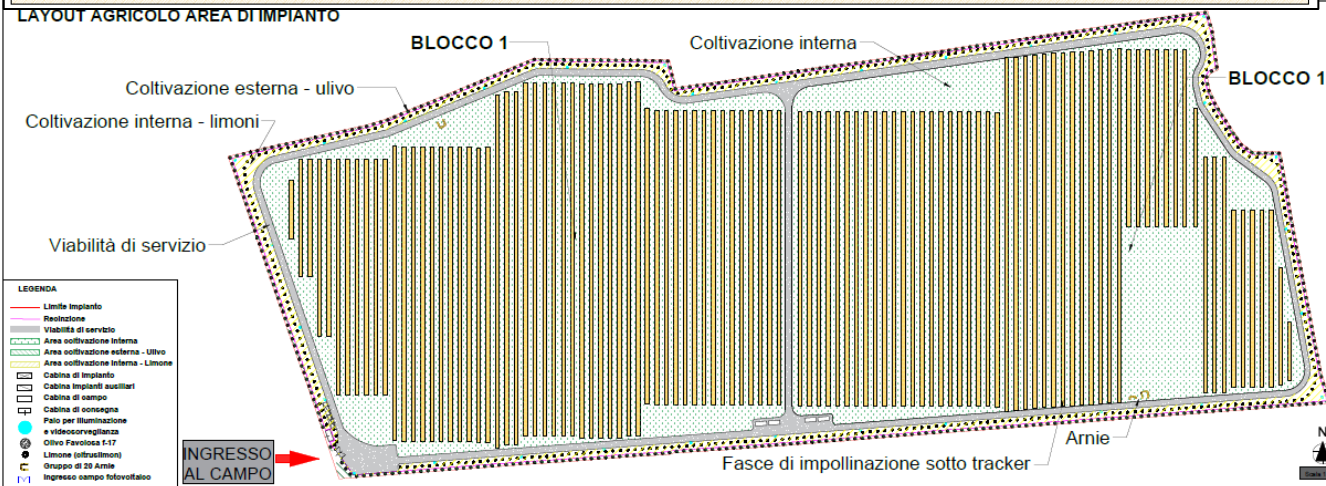 LAYOUT AGRICOLO AREA DI IMPIANTO
BLOCCO 1
Coltivazione interna
BLOCCO 1
Coltivazione esterna - ulivo
Coltivazione interna - limoni
Viabilità di servizio
LEGENDA
Limite Impianto
Recinzione
Viabilità di servizio
Area coltivazione Interna
Area coltivazione esterna - Ulivo
Area coltivazione Interna - Limone
Cabina di Impianto
Cabina Impianti ausiliari
Cabina di campo
Cabina di consegna
Palo per Illuminazione
e videosorveglianza
Olivo Favolosa f-17
Limone (citruslimon)
Gruppo di 20 Arnie
Ingresso campo fotovoltaico
INGRESSO
AL CAMPO
Arnie
Fasce di impollinazione sotto tracker
N